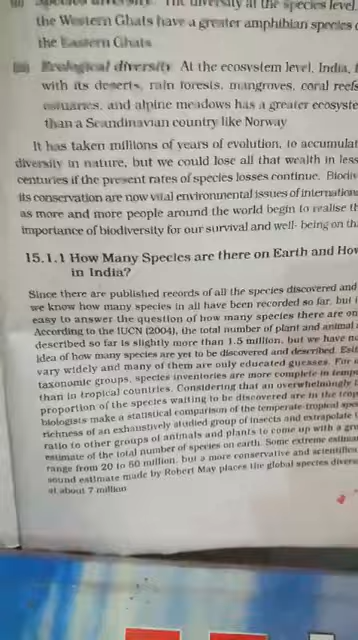 (ii) Species diversity: The diversity at the species level,
the Western Ghats have a greater amphibian species
the Eastern Ghats
(iii) Ecological diversity At the ecosystem level, India,
with its deserts, rain forests, mangroves, coral reefs
estuaries, and alpine meadows has a greater ecosyste
than a Scandinavian country like Norway
It has taken millions of years of evolution, to accumulat
diversity in nature, but we could lose all that wealth in less
centuries if the present rates of species losses continue. Biodiv
its conservation are now vital environmental issues of internationa
as more and more people around the world begin to realise th
importance of biodiversity for our survival and well- being on th
15.1.1 How Many Species are there on Earth and How
in India?
Since there are published records of all the species discovered and
we know how many species in all have been recorded so far, but i
easy to answer the question of how many species there are on
According to the IUCN (2004), the total number of plant and animal
described so far is slightly more than 1.5 million, but we have no
idea of how many species are yet to be discovered and described. Esti
vary widely and many of them are only educated guesses. For
taxonomic groups, species inventories are more complete in tempe
than in tropical countries. Considering that an overwhelmingly l
proportion of the species waiting to be discovered are in the trop
biologists make a statistical comparison of the temperate-tropical spec
richness of an exhaustively studied group of insects and extrapolate t
ratio to other groups of animals and plants to come up with a gro
estimate of the total number of species on earth. Some extreme estimat
range from 20 to 50 million, but a more conservative and scientifica
sound estimate made by Robert May places the global species divers
at about 7 million